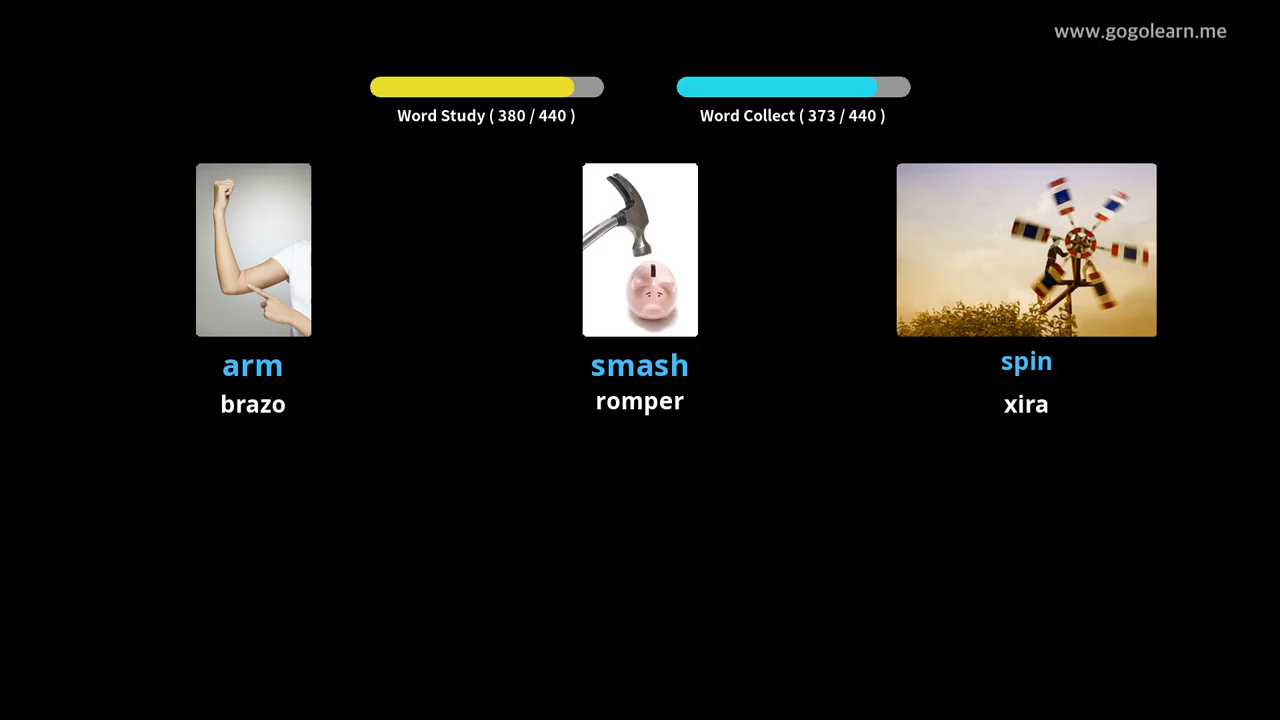 www.gogolearn.me
Word Study ( 380 / 440 )
Word Collect ( 373 / 440 )
arm
brazo
smash
romper
spin
xira